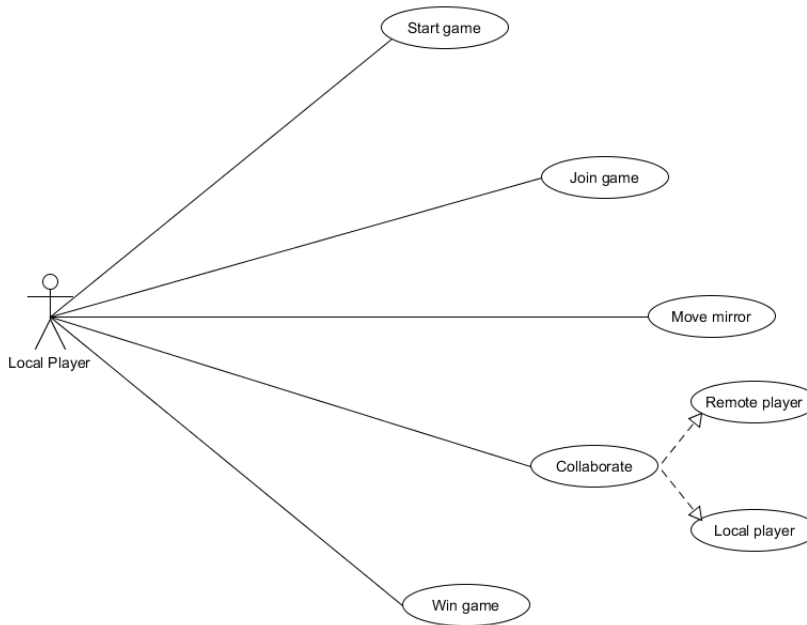 Start game
Join game
Move mirror
Local Player
Remote player
Collaborate
Local player
Win game